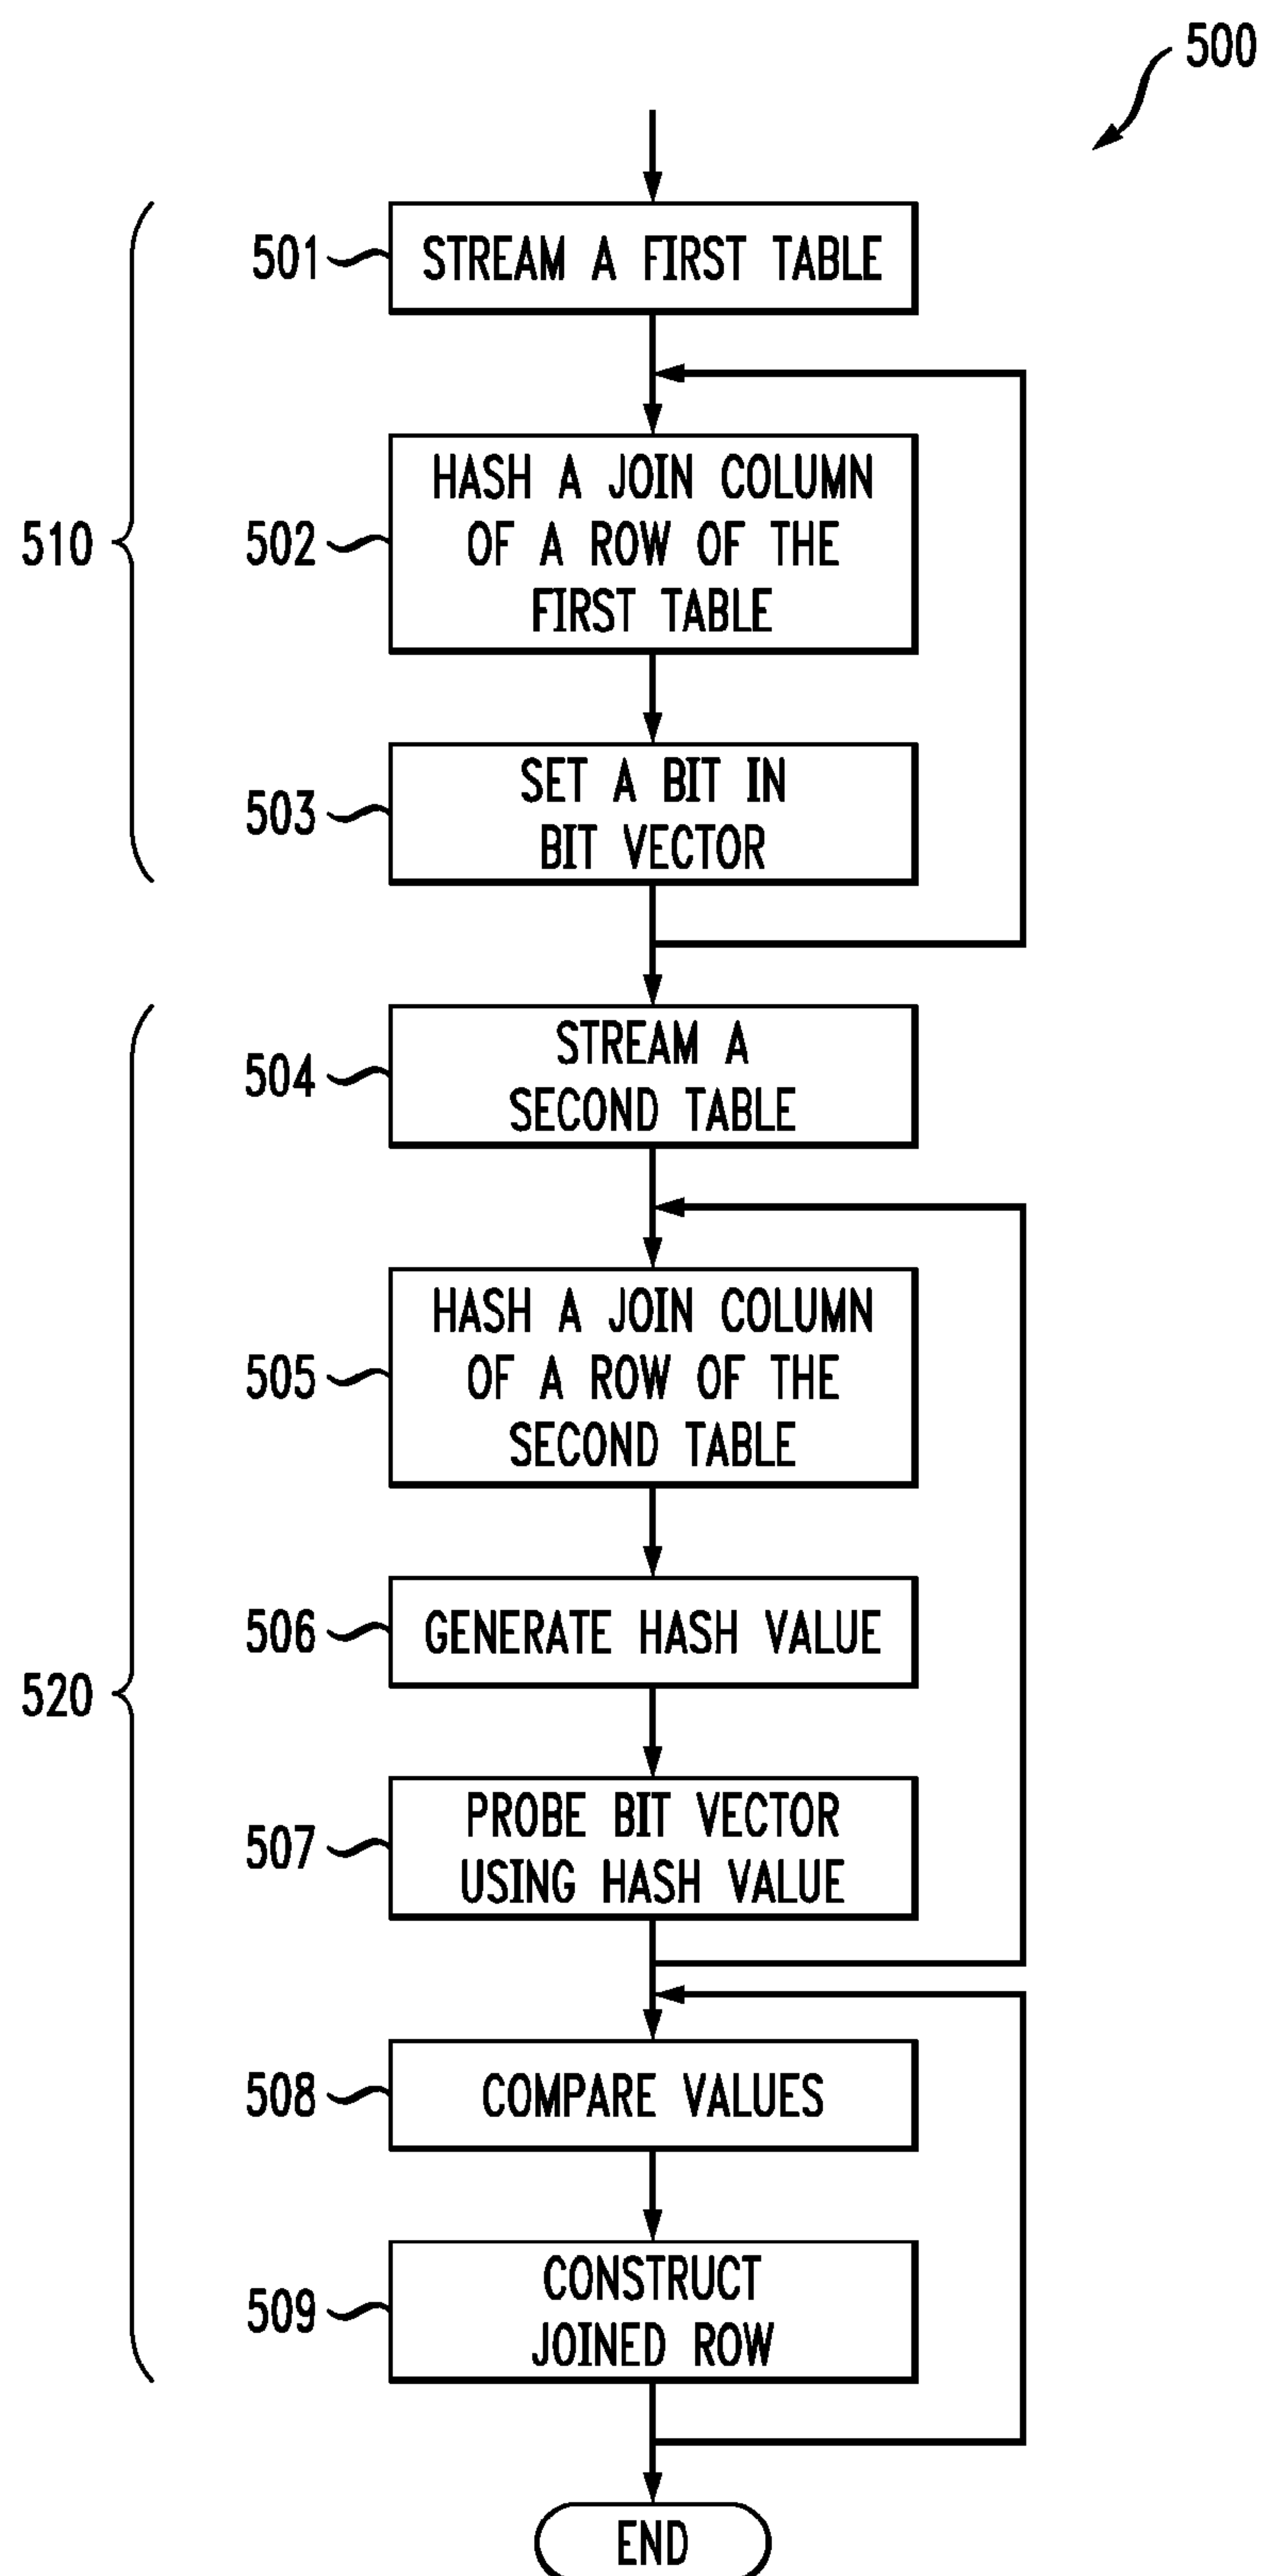 500
501
STREAM A FIRST TABLE
510
502
HASH A JOIN COLUMN
OF A ROW OF THE
FIRST TABLE
503
SET A BIT IN
BIT VECTOR
504
STREAM A
SECOND TABLE
505
HASH A JOIN COLUMN
OF A ROW OF THE
SECOND TABLE
520
506
GENERATE HASH VALUE
507
PROBE BIT VECTOR
USING HASH VALUE
508
COMPARE VALUES
509
CONSTRUCT
JOINED ROW
END